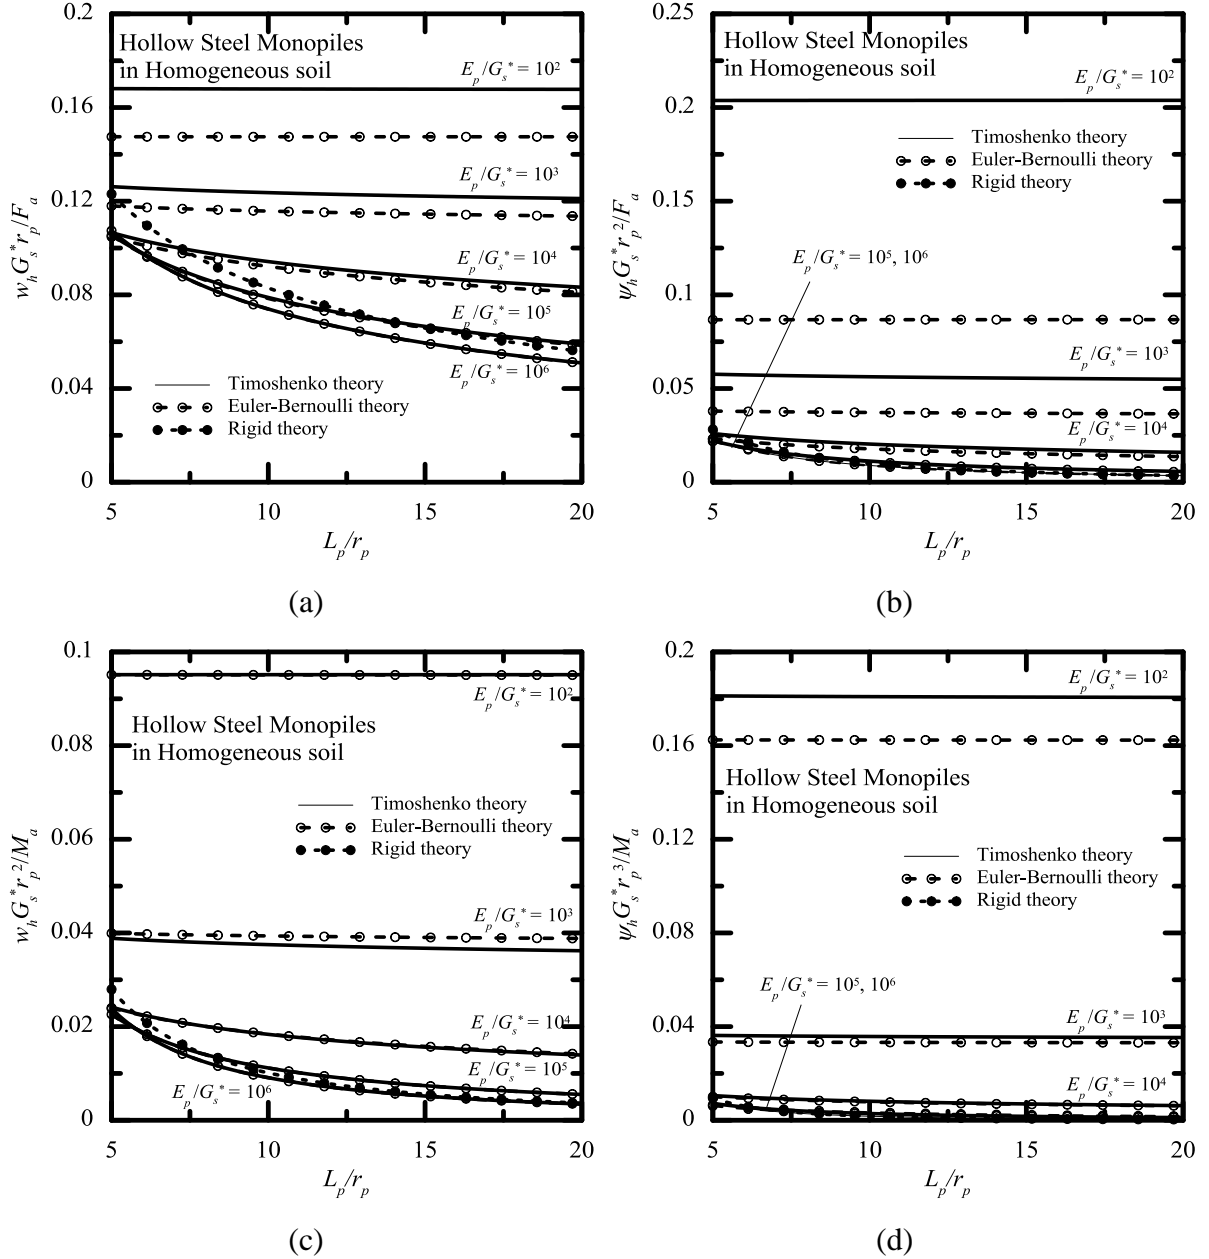 0.2
0.16
0.12
0.08
0.04
0
w_h G_s^* r_p/F_a
Hollow Steel Monopiles
in Homogeneous soil
E_p/G_s^* = 10²
E_p/G_s^* = 10³
E_p/G_s^* = 10⁴
E_p/G_s^* = 10⁵
E_p/G_s^* = 10⁶
Timoshenko theory
Euler-Bernoulli theory
Rigid theory
5
10
15
20
L_p/r_p
(a)
0.25
0.2
0.15
0.1
0.05
0
ψ_h G_s^* r_p²/F_a
Hollow Steel Monopiles
in Homogeneous soil
E_p/G_s^* = 10²
Timoshenko theory
Euler-Bernoulli theory
Rigid theory
E_p/G_s^* = 10⁵, 10⁶
E_p/G_s^* = 10³
E_p/G_s^* = 10⁴
5
10
15
20
L_p/r_p
(b)
0.1
0.08
0.06
0.04
0.02
0
w_h G_s^* r_p²/M_a
E_p/G_s^* = 10²
Hollow Steel Monopiles
in Homogeneous soil
Timoshenko theory
Euler-Bernoulli theory
Rigid theory
E_p/G_s^* = 10³
E_p/G_s^* = 10⁴
E_p/G_s^* = 10⁵
E_p/G_s^* = 10⁶
5
10
15
20
L_p/r_p
(c)
0.2
0.16
0.12
0.08
0.04
0
ψ_h G_s^* r_p³/M_a
E_p/G_s^* = 10²
Hollow Steel Monopiles
in Homogeneous soil
Timoshenko theory
Euler-Bernoulli theory
Rigid theory
E_p/G_s^* = 10⁵, 10⁶
E_p/G_s^* = 10³
E_p/G_s^* = 10⁴
5
10
15
20
L_p/r_p
(d)